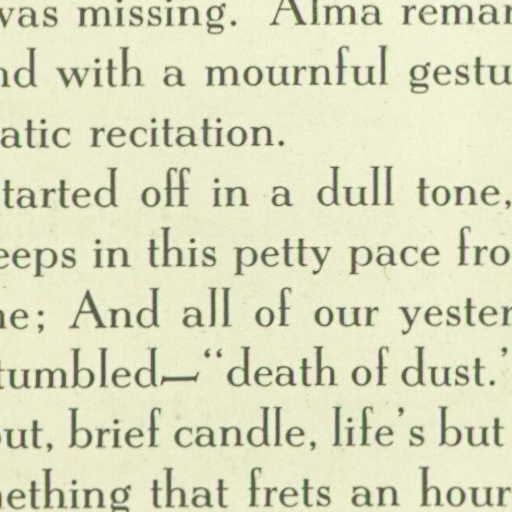 was missing. Alma remar
nd with a mournful gestu
atic recitation.
tarted off in a dull tone,
eeps in this petty pace fro
ne; And all of our yester
tumbled—“death of dust.’
out, brief candle, life’s but
nething that frets an hour